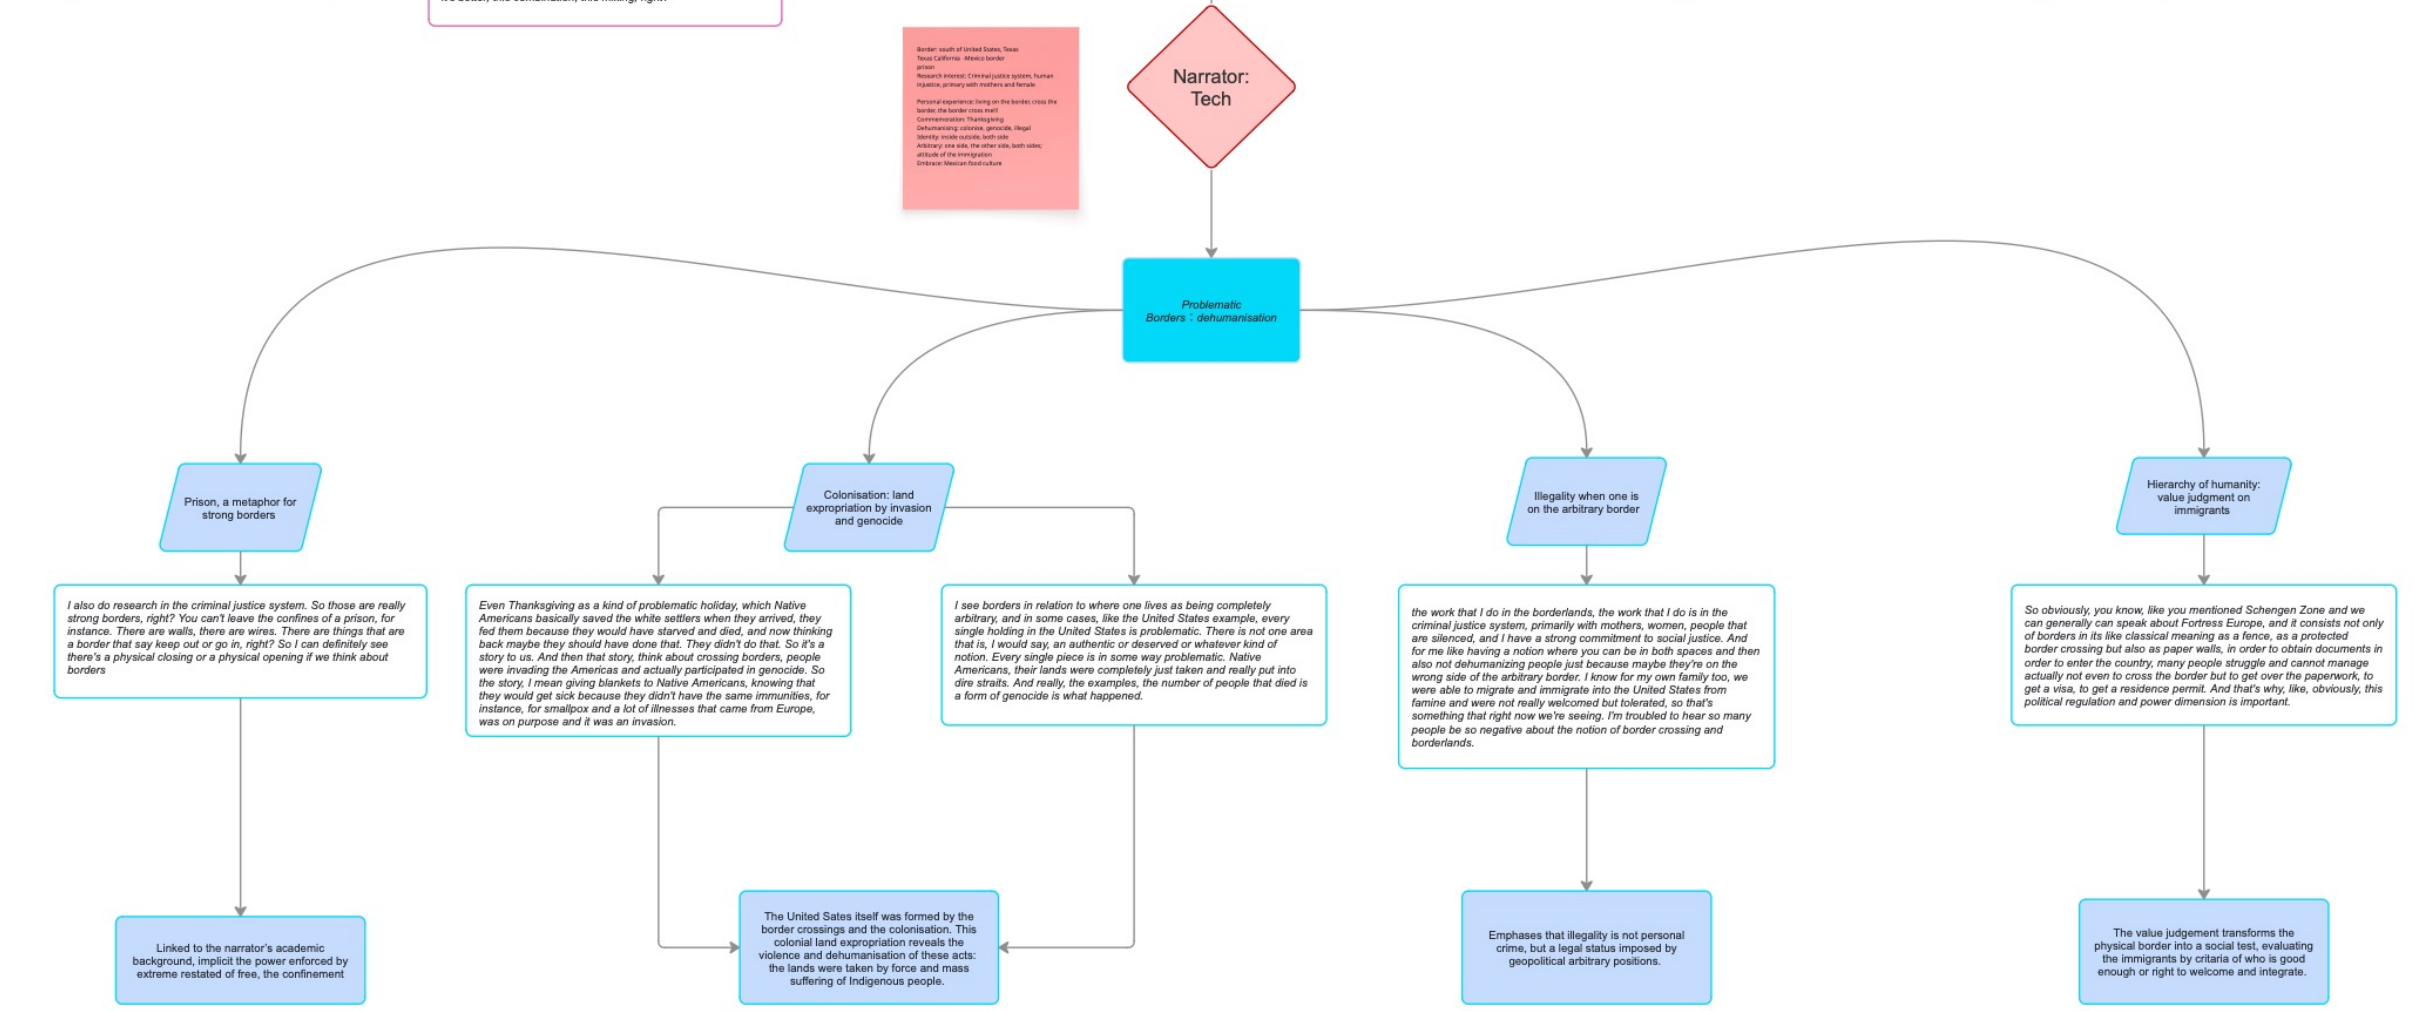 it's better, this combination, this mixing, right?
Border: south of United States, Texas
Texas California -Mexico border
prison
Research interest: Criminal justice system, human
injustice, primary with mothers and female
Personal experience: living on the border, cross the
border, the border cross me!!
Commemoration: Thanksgiving
Dehumanising: colonise, genocide, illegal
Identity: inside outside, both side
Arbitrary: one side, the other side, both sides;
attitude of the immigration
Embrace: Mexican food culture
Narrator:
Tech
Problematic
Borders：dehumanisation
Prison, a metaphor for
strong borders
Colonisation: land
expropriation by invasion
and genocide
Illegality when one is
on the arbitrary border
Hierarchy of humanity:
value judgment on
immigrants
I also do research in the criminal justice system. So those are really
strong borders, right? You can't leave the confines of a prison, for
instance. There are walls, there are wires. There are things that are
a border that say keep out or go in, right? So I can definitely see
there's a physical closing or a physical opening if we think about
borders
Even Thanksgiving as a kind of problematic holiday, which Native
Americans basically saved the white settlers when they arrived, they
fed them because they would have starved and died, and now thinking
back maybe they should have done that. They didn't do that. So it's a
story to us. And then that story, think about crossing borders, people
were invading the Americas and actually participated in genocide. So
the story, I mean giving blankets to Native Americans, knowing that
they would get sick because they didn't have the same immunities, for
instance, for smallpox and a lot of illnesses that came from Europe,
was on purpose and it was an invasion.
I see borders in relation to where one lives as being completely
arbitrary, and in some cases, like the United States example, every
single holding in the United States is problematic. There is not one area
that is, I would say, an authentic or deserved or whatever kind of
notion. Every single piece is in some way problematic. Native
Americans, their lands were completely just taken and really put into
dire straits. And really, the examples, the number of people that died is
a form of genocide is what happened.
the work that I do in the borderlands, the work that I do is in the
criminal justice system, primarily with mothers, women, people that
are silenced, and I have a strong commitment to social justice. And
for me like having a notion where you can be in both spaces and then
also not dehumanizing people just because maybe they're on the
wrong side of the arbitrary border. I know for my own family too, we
were able to migrate and immigrate into the United States from
famine and were not really welcomed but tolerated, so that's
something that right now we're seeing. I'm troubled to hear so many
people be so negative about the notion of border crossing and
borderlands.
So obviously, you know, like you mentioned Schengen Zone and we
can generally can speak about Fortress Europe, and it consists not only
of borders in its like classical meaning as a fence, as a protected
border crossing but also as paper walls, in order to obtain documents in
order to enter the country, many people struggle and cannot manage
actually not even to cross the border but to get over the paperwork, to
get a visa, to get a residence permit. And that's why, like, obviously, this
political regulation and power dimension is important.
Linked to the narrator's academic
background, implicit the power enforced by
extreme restated of free, the confinement
The United Sates itself was formed by the
border crossings and the colonisation. This
colonial land expropriation reveals the
violence and dehumanisation of these acts:
the lands were taken by force and mass
suffering of Indigenous people.
Emphases that illegality is not personal
crime, but a legal status imposed by
geopolitical arbitrary positions.
The value judgement transforms the
physical border into a social test, evaluating
the immigrants by critaria of who is good
enough or right to welcome and integrate.